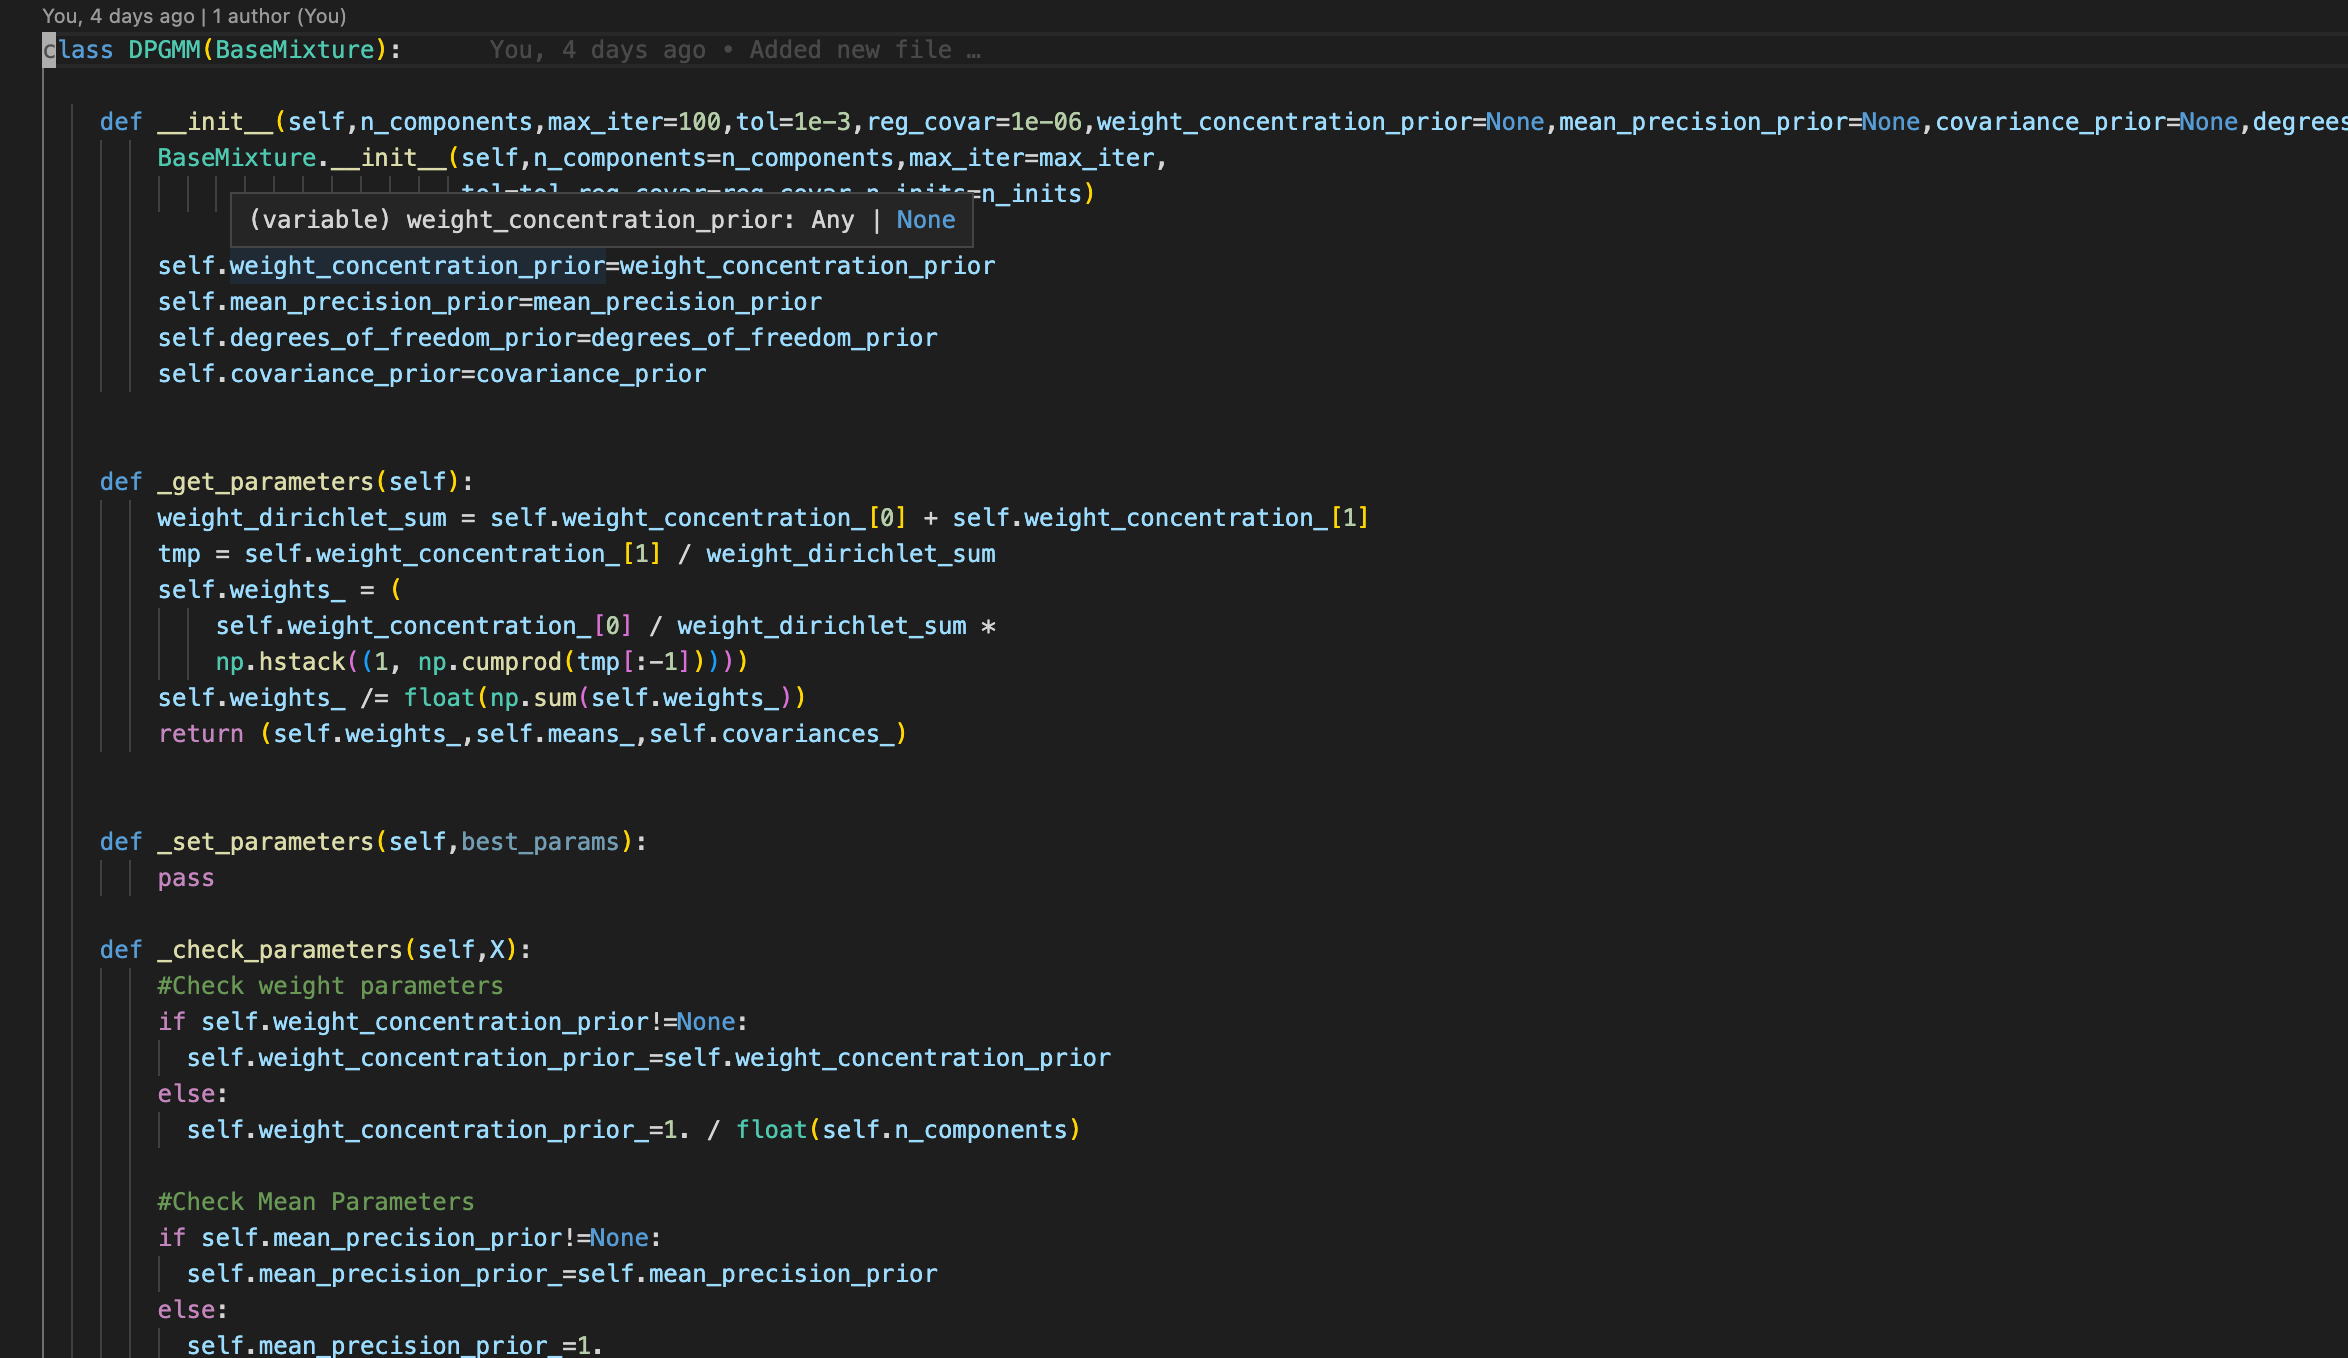 You, 4 days ago | 1 author (You)
class DPGMM(BaseMixture):      You, 4 days ago • Added new file …
def __init__(self,n_components,max_iter=100,tol=1e-3,reg_covar=1e-06,weight_concentration_prior=None,mean_precision_prior=None,covariance_prior=None,degrees
BaseMixture.__init__(self,n_components=n_components,max_iter=max_iter,
tol=tol,reg_covar=reg_covar,n_inits=n_inits)
(variable) weight_concentration_prior: Any | None
self.weight_concentration_prior=weight_concentration_prior
self.mean_precision_prior=mean_precision_prior
self.degrees_of_freedom_prior=degrees_of_freedom_prior
self.covariance_prior=covariance_prior
def _get_parameters(self):
weight_dirichlet_sum = self.weight_concentration_[0] + self.weight_concentration_[1]
tmp = self.weight_concentration_[1] / weight_dirichlet_sum
self.weights_ = (
self.weight_concentration_[0] / weight_dirichlet_sum *
np.hstack((1, np.cumprod(tmp[:-1]))))
self.weights_ /= float(np.sum(self.weights_))
return (self.weights_,self.means_,self.covariances_)
def _set_parameters(self,best_params):
pass
def _check_parameters(self,X):
#Check weight parameters
if self.weight_concentration_prior!=None:
self.weight_concentration_prior_=self.weight_concentration_prior
else:
self.weight_concentration_prior_=1. / float(self.n_components)
#Check Mean Parameters
if self.mean_precision_prior!=None:
self.mean_precision_prior_=self.mean_precision_prior
else:
self.mean_precision_prior_=1.